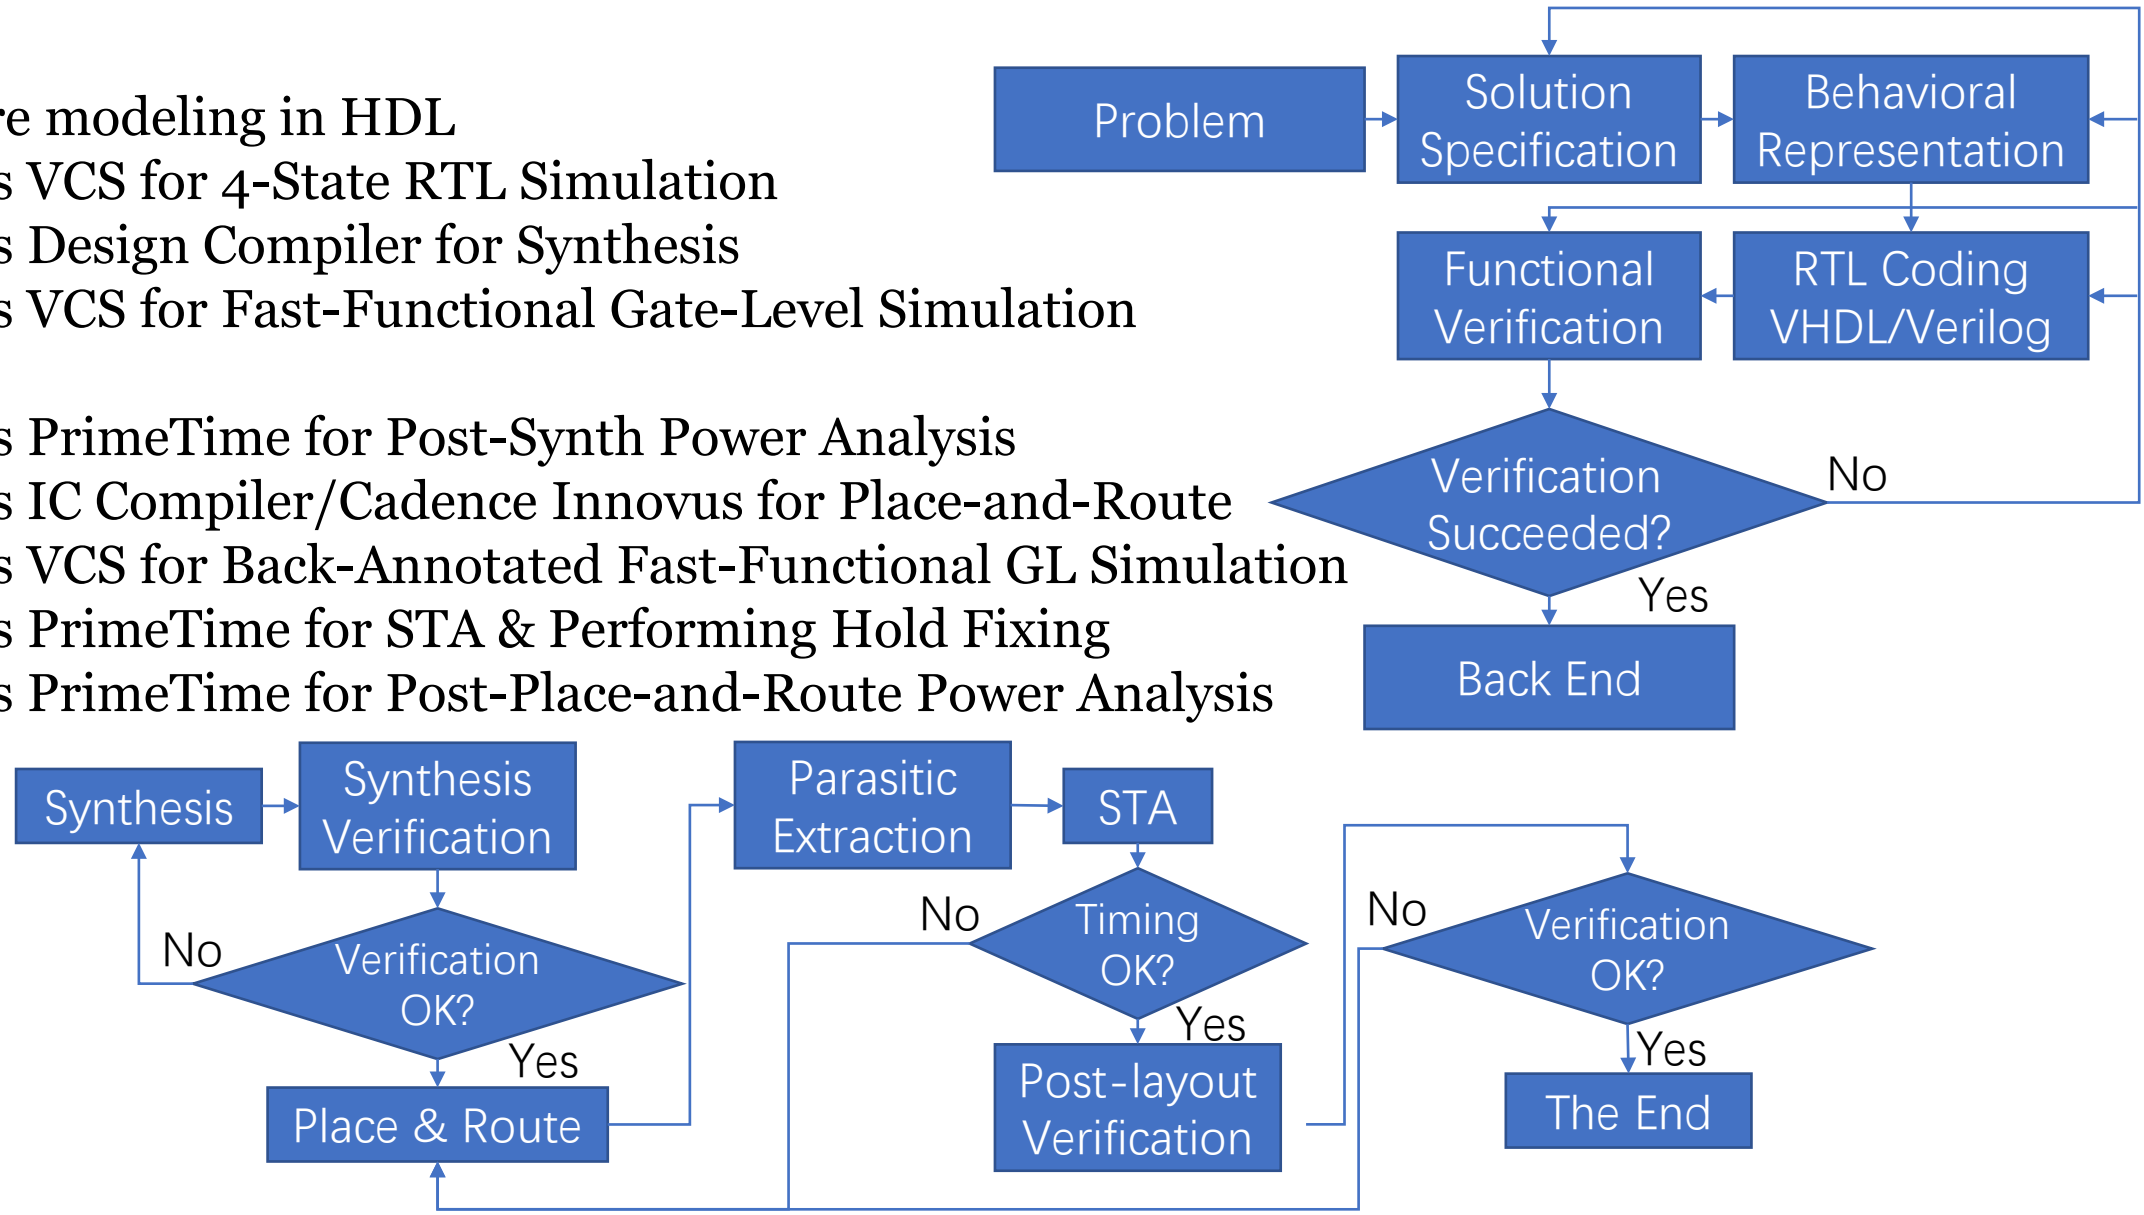 re modeling in HDL
s VCS for 4-State RTL Simulation
s Design Compiler for Synthesis
s VCS for Fast-Functional Gate-Level Simulation
s PrimeTime for Post-Synth Power Analysis
s IC Compiler/Cadence Innovus for Place-and-Route
s VCS for Back-Annotated Fast-Functional GL Simulation
s PrimeTime for STA & Performing Hold Fixing
s PrimeTime for Post-Place-and-Route Power Analysis
Problem
Solution
Specification
Behavioral
Representation
Functional
Verification
RTL Coding
VHDL/Verilog
Verification
Succeeded?
No
Yes
Back End
Synthesis
Synthesis
Verification
No
Verification
OK?
Yes
Place & Route
Parasitic
Extraction
STA
No
Timing
OK?
Yes
Post-layout
Verification
No
Verification
OK?
Yes
The End